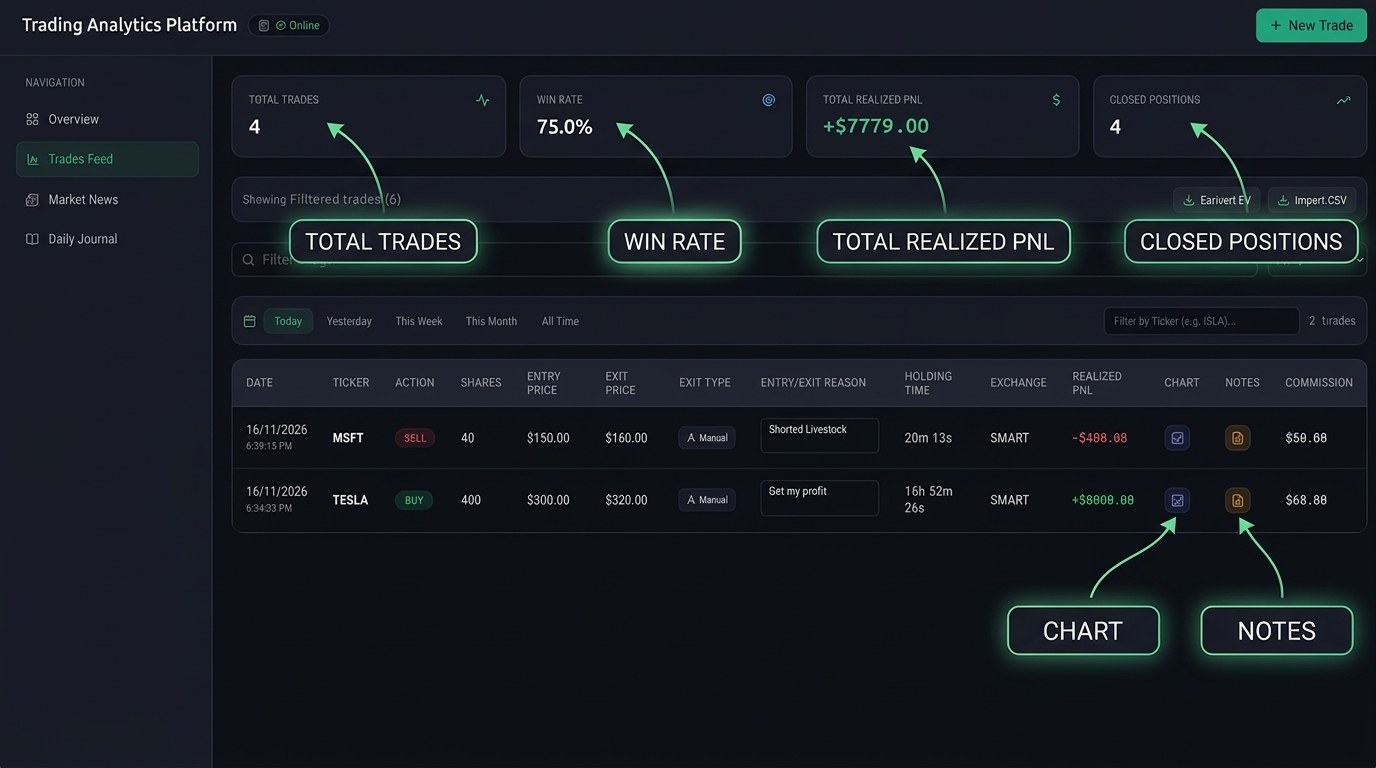 Trading Analytics Platform
Online
+ New Trade
NAVIGATION
Overview
Trades Feed
Market News
Daily Journal
TOTAL TRADES
4
WIN RATE
75.0%
TOTAL REALIZED PNL
+$7779.00
CLOSED POSITIONS
4
Shewing Filltered trades (6)
Earivert EV
Impert.CSV
TOTAL TRADES
WIN RATE
TOTAL REALIZED PNL
CLOSED POSITIONS
Today
Yesterday
This Week
This Month
All Time
Filter by Ticker (e.g. ISLA)...
2 trades
DATE
TICKER
ACTION
SHARES
ENTRY
PRICE
EXIT
PRICE
EXIT TYPE
ENTRY/EXIT REASON
HOLDING
TIME
EXCHANGE
REALIZED
PNL
CHART
NOTES
COMMISSION
16/11/2026
6:39:15 PM
MSFT
SELL
40
$150.00
$160.00
Manual
Shorted Livestock
20m 13s
SMART
-$408.08
$50.60
16/11/2026
6:34:33 PM
TESLA
BUY
400
$300.00
$320.00
Manual
Get my profit
16h 52m
26s
SMART
+$8000.00
$68.80
CHART
NOTES